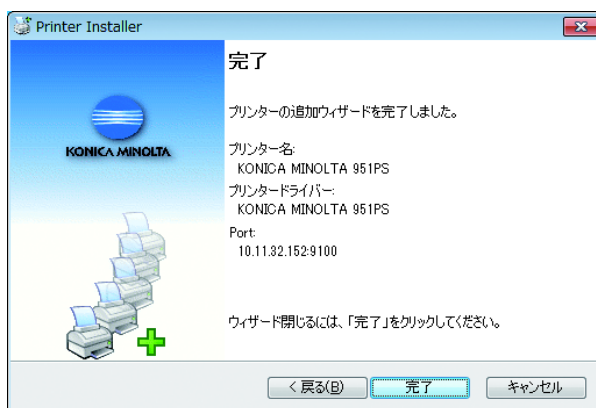 Printer Installer
完了
KONICA MINOLTA
プリンターの追加ウィザードを完了しました。
プリンター名:
KONICA MINOLTA 951PS
プリンタードライバー:
KONICA MINOLTA 951PS
Port:
10.11.32.152:9100
ウィザード閉じるには、「完了」をクリックしてください。
< 戻る(B)
完了
キャンセル